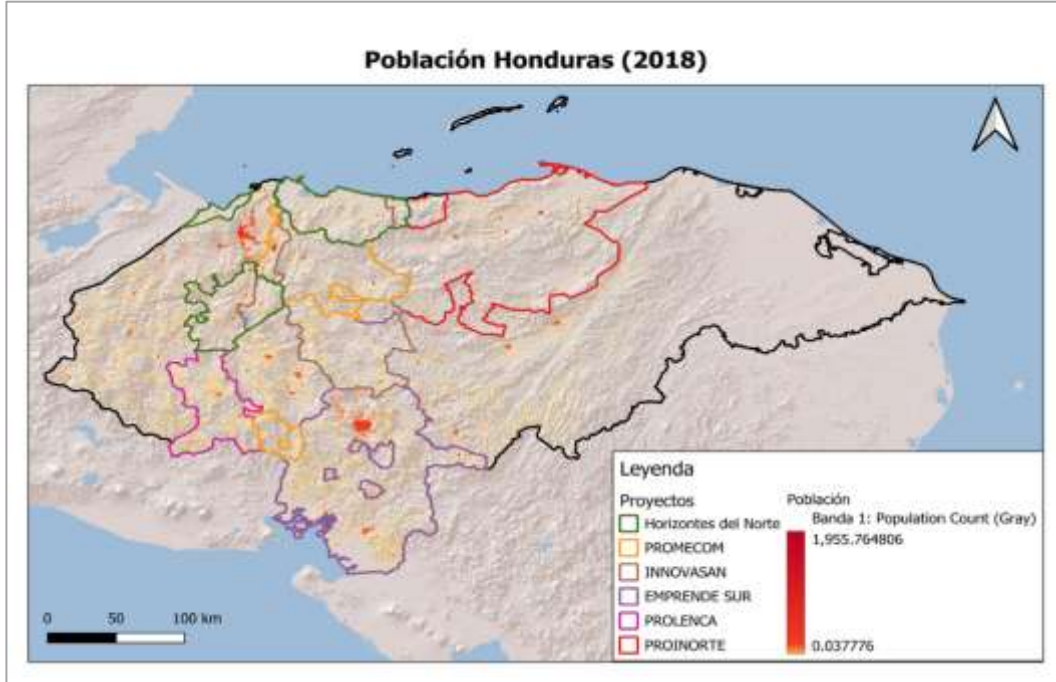 Población Honduras (2018)
Leyenda
Proyectos
Horizontes del Norte
PROMECOM
INNOVASAN
EMPRENDE SUR
PROLENCA
PROINORTE
Población
Banda 1: Population Count (Gray)
1,955.764806
0.037776
0 50 100 km